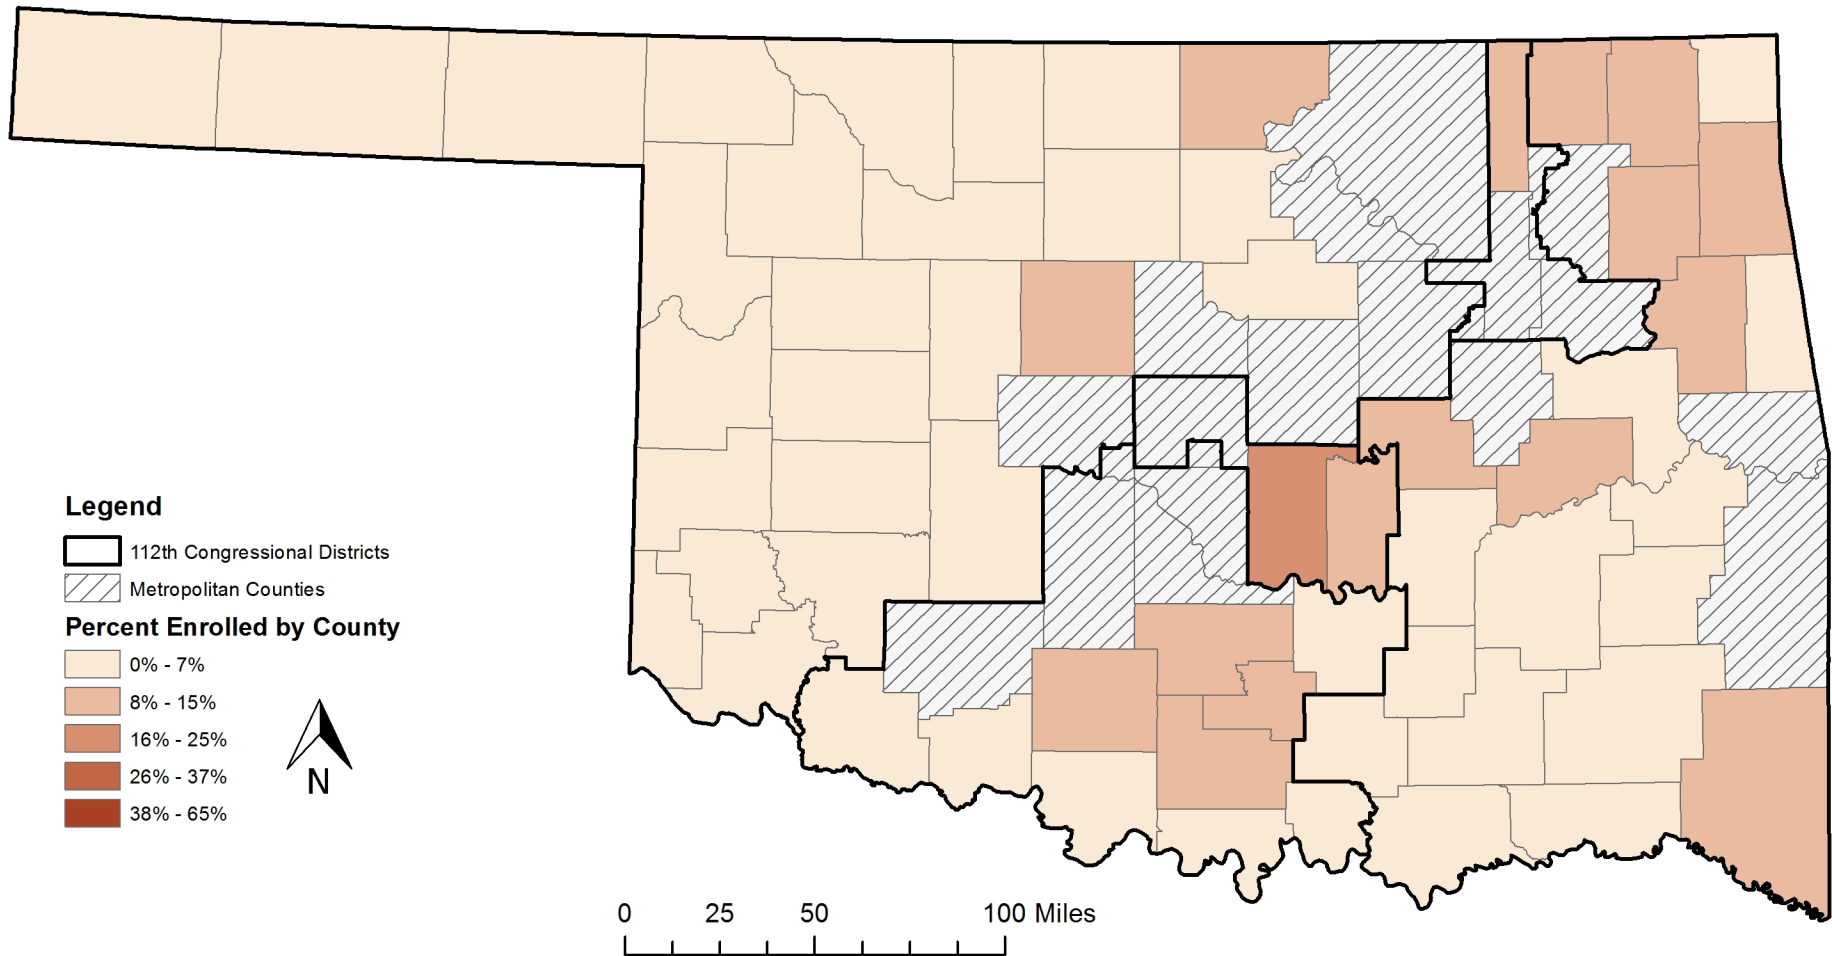 Legend
112th Congressional Districts
Metropolitan Counties
Percent Enrolled by County
0% - 7%
8% - 15%
16% - 25%
26% - 37%
38% - 65%
N
0 25 50 100 Miles